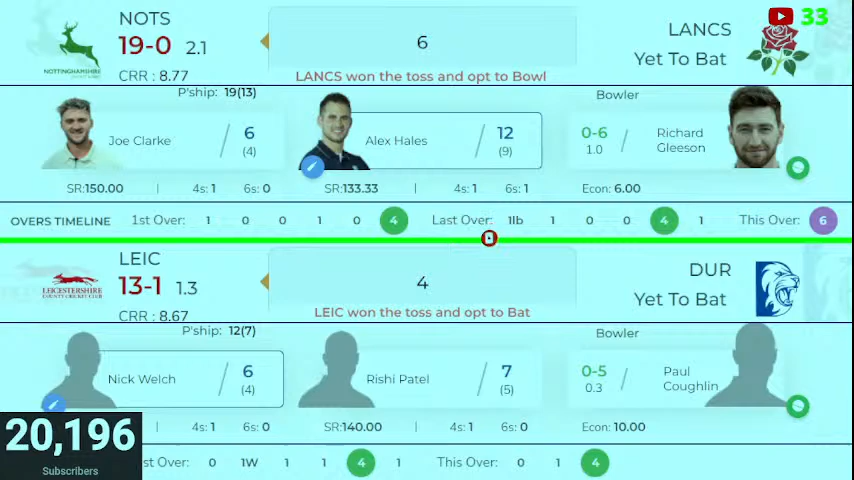 NOTS
19-0 2.1
CRR : 8.77
6
LANCS won the toss and opt to Bowl
LANCS
Yet To Bat
33
NOTTINGHAMSHIRE
P'ship: 19(13)
Joe Clarke / 6 (4)
Alex Hales / 12 (9)
Bowler
0-6 1.0 / Richard Gleeson
SR:150.00 | 4s: 1 6s: 0
SR:133.33 | 4s: 1 6s: 1
Econ: 6.00
OVERS TIMELINE 1st Over: 1 0 0 1 0 4 Last Over: 1lb 1 0 0 4 1 This Over: 6
LEIC
13-1 1.3
CRR : 8.67
4
LEIC won the toss and opt to Bat
DUR
Yet To Bat
LEICESTERSHIRE
COUNTY CRICKET CLUB
P'ship: 12(7)
Nick Welch / 6 (4)
Rishi Patel / 7 (5)
Bowler
0-5 0.3 / Paul Coughlin
4s: 1 6s: 0
SR:140.00 | 4s: 1 6s: 0
Econ: 10.00
20,196
Subscribers
st Over: 0 1W 1 1 4 1 This Over: 0 1 4